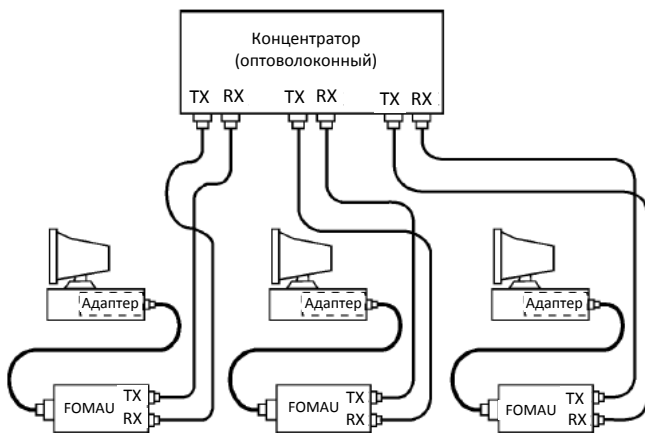 Концентратор
(оптоволоконный)
TX RX TX RX TX RX
Адаптер Адаптер Адаптер
FOMAU TX FOMAU TX FOMAU TX
RX RX RX